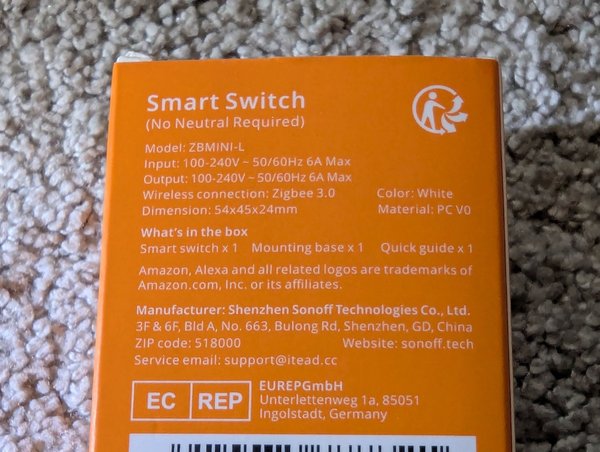 Smart Switch
(No Neutral Required)
Model: ZBMINI-L
Input: 100-240V ~ 50/60Hz 6A Max
Output: 100-240V ~ 50/60Hz 6A Max
Wireless connection: Zigbee 3.0 Color: White
Dimension: 54x45x24mm Material: PC V0
What's in the box
Smart switch x 1 Mounting base x 1 Quick guide x 1
Amazon, Alexa and all related logos are trademarks of
Amazon.com, Inc. or its affiliates.
Manufacturer: Shenzhen Sonoff Technologies Co., Ltd.
3F & 6F, Bld A, No. 663, Bulong Rd, Shenzhen, GD, China
ZIP code: 518000 Website: sonoff.tech
Service email: support@itead.cc
EC REP
EUREPGmbH
Unterlettenweg 1a, 85051
Ingolstadt, Germany